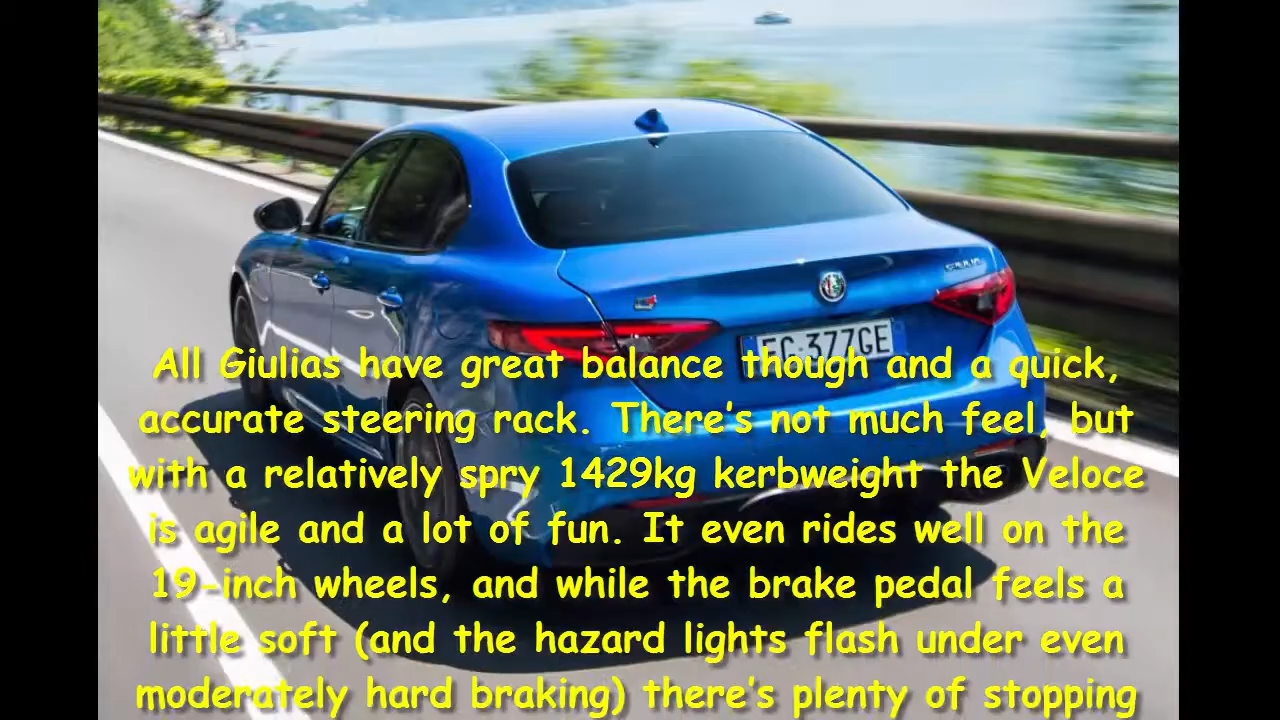 GIULIA
EG·377GE
All Giulias have great balance though and a quick,
accurate steering rack. There's not much feel, but
with a relatively spry 1429kg kerbweight the Veloce
is agile and a lot of fun. It even rides well on the
19-inch wheels, and while the brake pedal feels a
little soft (and the hazard lights flash under even
moderately hard braking) there's plenty of stopping